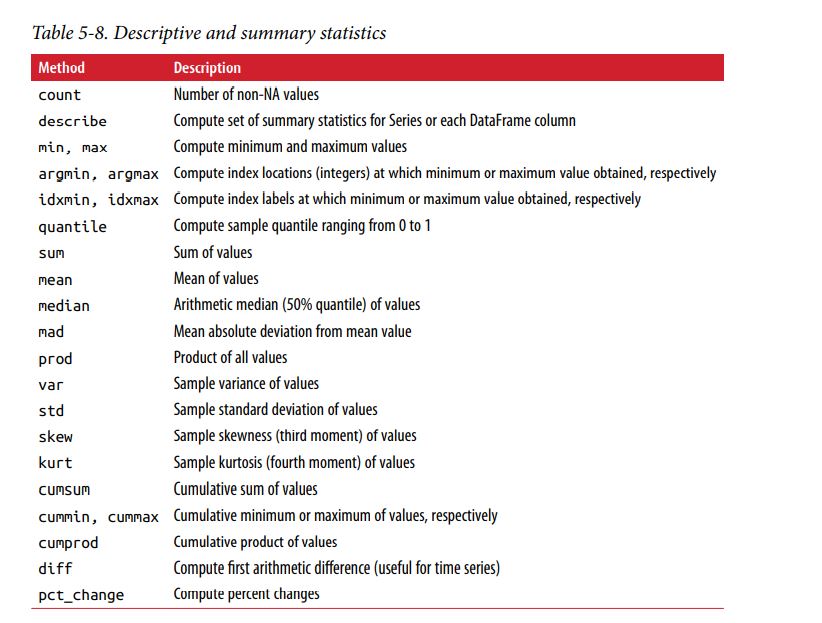 Table 5-8. Descriptive and summary statistics
Method Description
count Number of non-NA values
describe Compute set of summary statistics for Series or each DataFrame column
min, max Compute minimum and maximum values
argmin, argmax Compute index locations (integers) at which minimum or maximum value obtained, respectively
idxmin, idxmax Compute index labels at which minimum or maximum value obtained, respectively
quantile Compute sample quantile ranging from 0 to 1
sum Sum of values
mean Mean of values
median Arithmetic median (50% quantile) of values
mad Mean absolute deviation from mean value
prod Product of all values
var Sample variance of values
std Sample standard deviation of values
skew Sample skewness (third moment) of values
kurt Sample kurtosis (fourth moment) of values
cumsum Cumulative sum of values
cummin, cummax Cumulative minimum or maximum of values, respectively
cumprod Cumulative product of values
diff Compute first arithmetic difference (useful for time series)
pct_change Compute percent changes